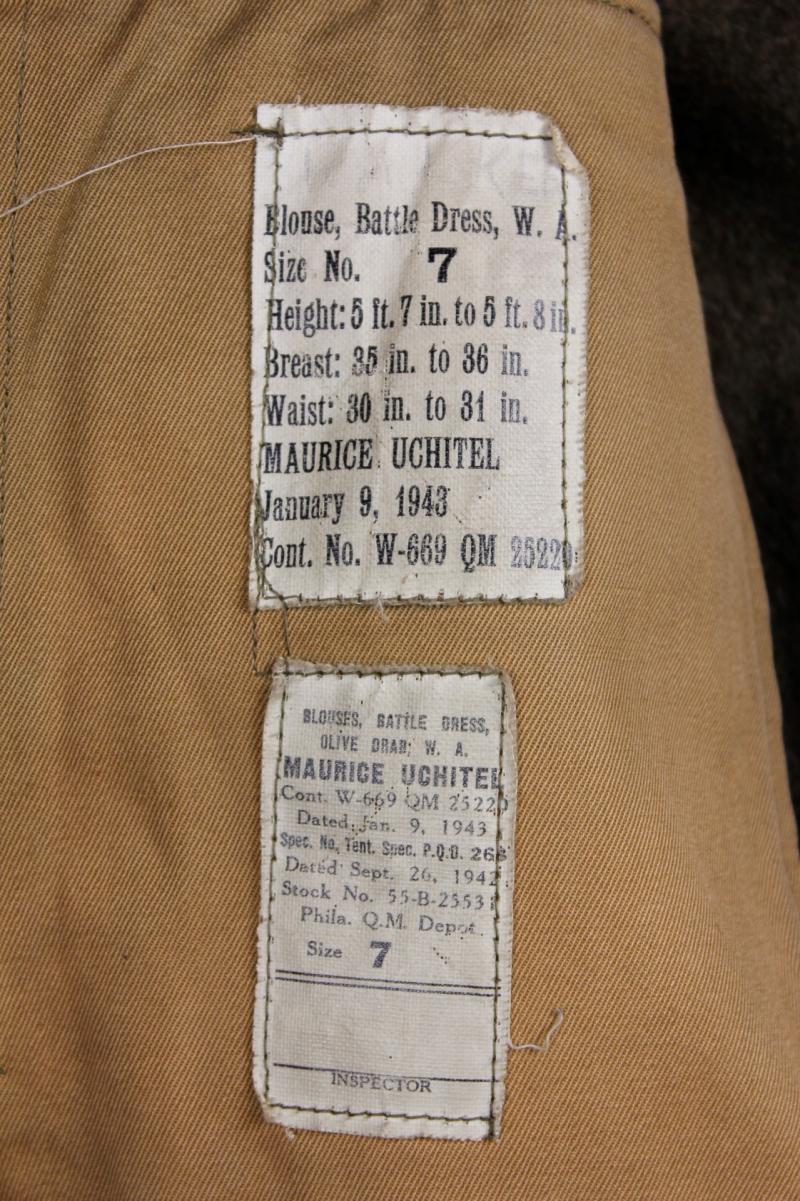 Blouse, Battle Dress, W. A.
Size No. 7
Height: 5 ft. 7 in. to 5 ft. 8 in.
Breast: 35 in. to 36 in.
Waist: 30 in. to 31 in.
MAURICE UCHITEL
January 9, 1943
Cont. No. W-669 QM 25220
BLOUSES, BATTLE DRESS,
OLIVE DRAB; W. A.
MAURICE UCHITEL
Cont. W-669 QM 25220
Dated Jan. 9, 1943
Spec. No. Tent. Spec. P.Q.D.
Dated Sept. 26, 1942
Stock No.
Phila. Q.M. Depot.
Size 7
INSPECTOR